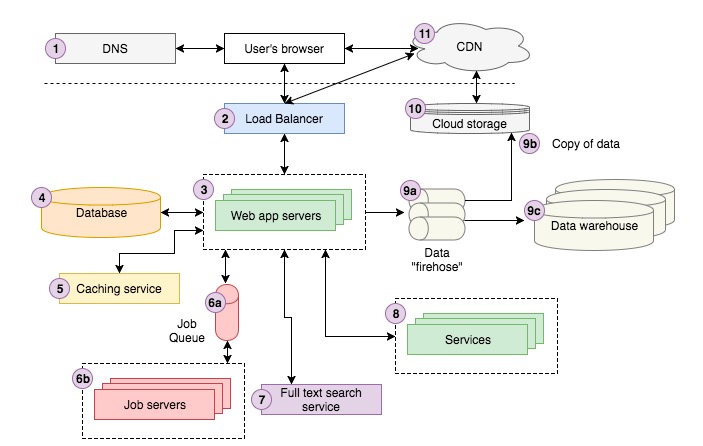 1
DNS
User's browser
11
CDN
2
Load Balancer
10
Cloud storage
9b
Copy of data
3
Web app servers
4
Database
9a
Data
"firehose"
9c
Data warehouse
5
Caching service
6a
Job
Queue
8
Services
6b
Job servers
7
Full text search
service